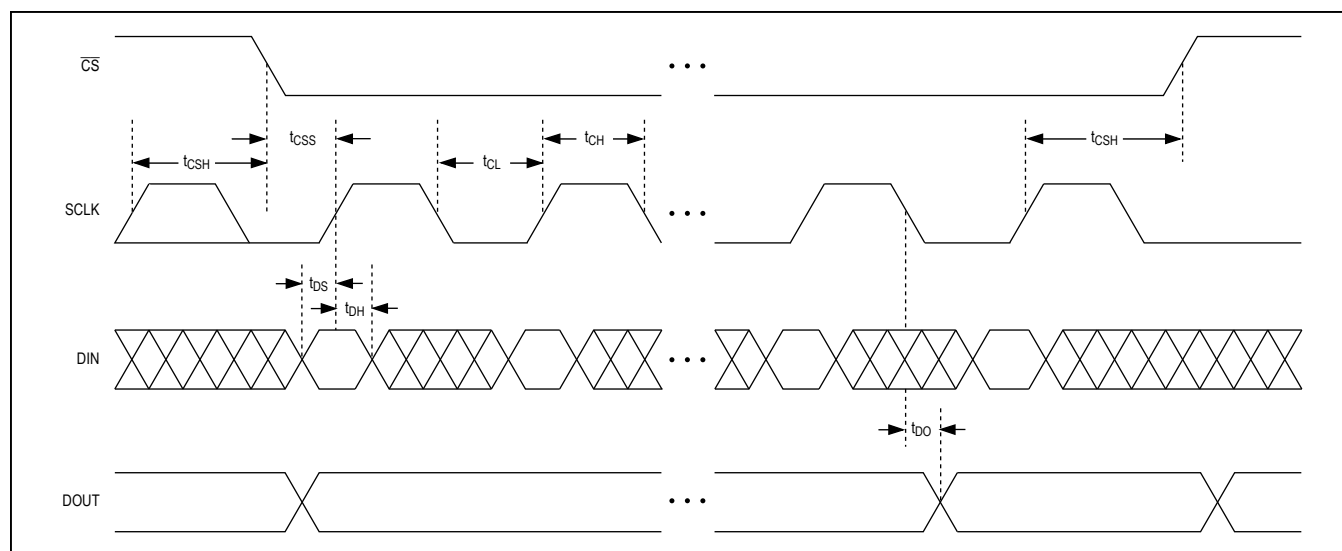 CS
• • •
tCSS
tCH
tCSH
tCL
tCSH
SCLK
• • •
tDS
tDH
DIN
• • •
tDO
DOUT
• • •